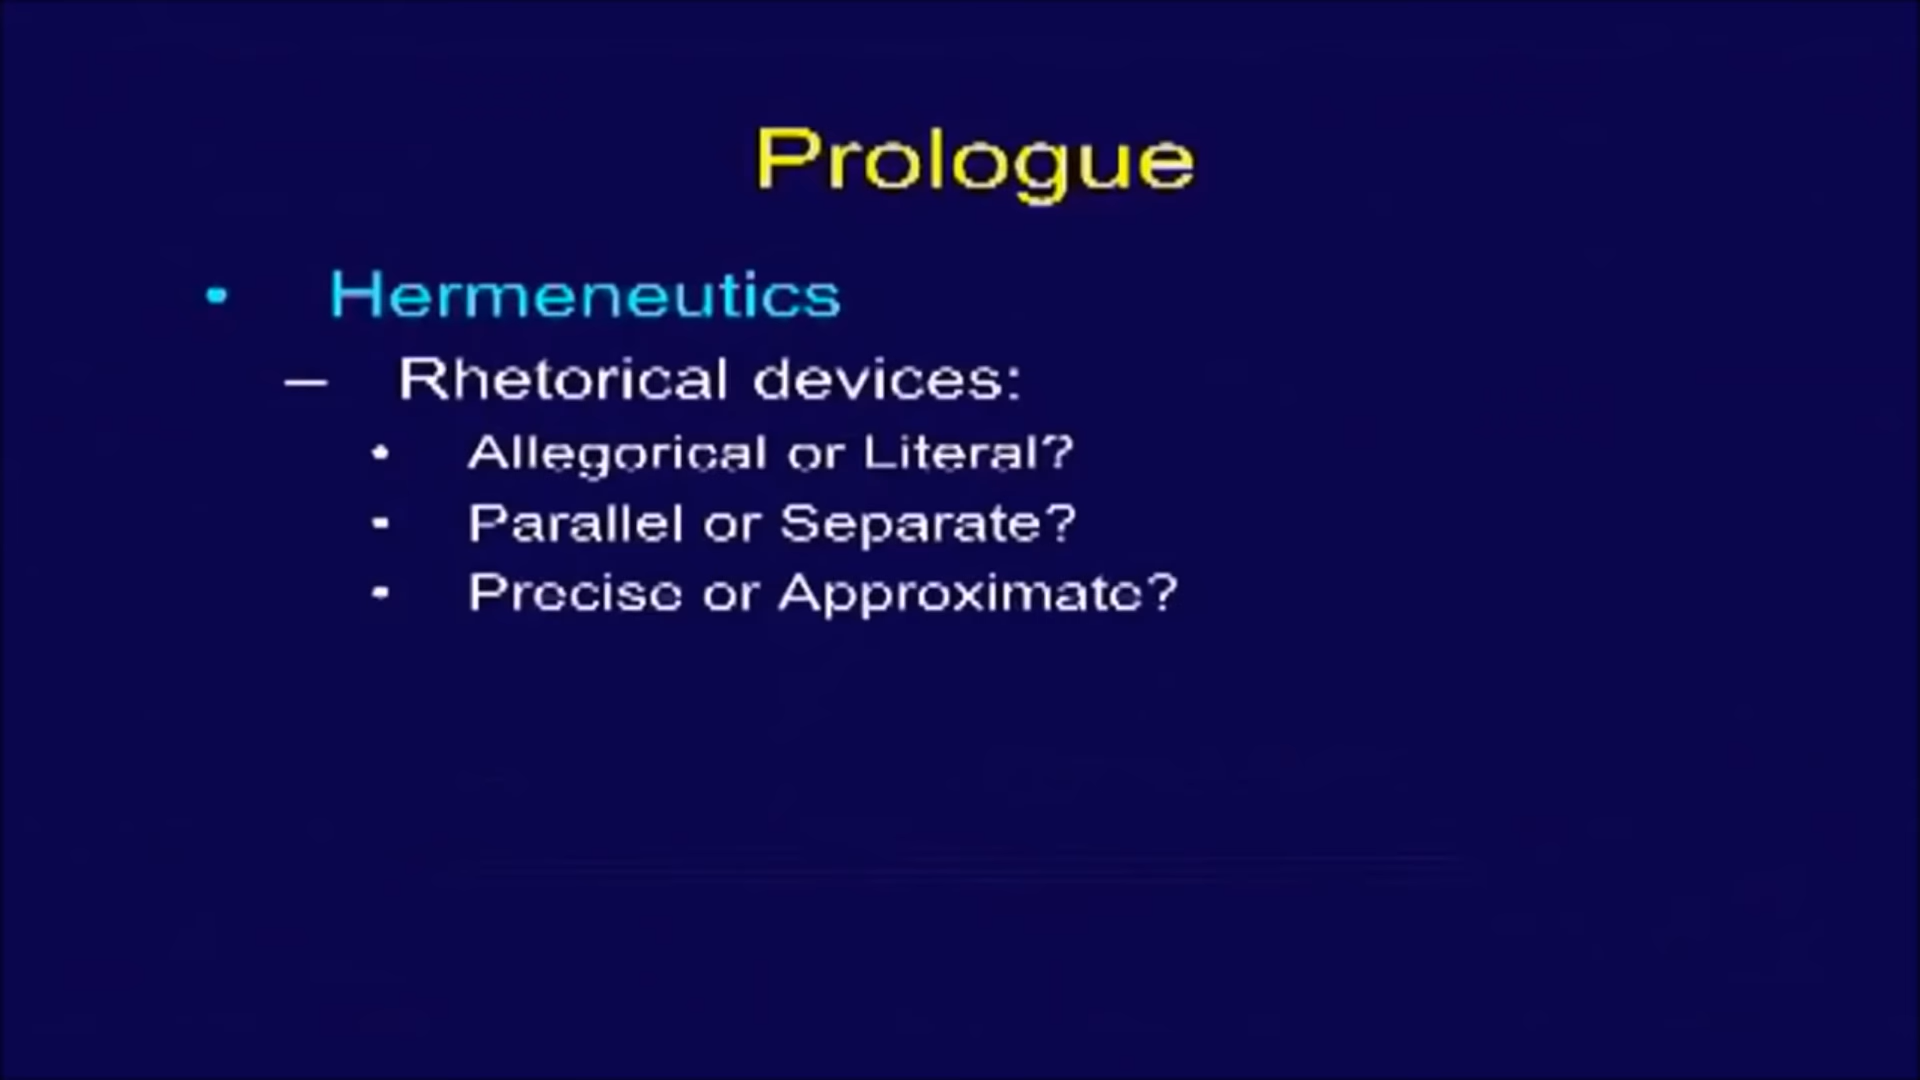 Prologue
• Hermeneutics
– Rhetorical devices:
• Allegorical or Literal?
• Parallel or Separate?
• Precise or Approximate?